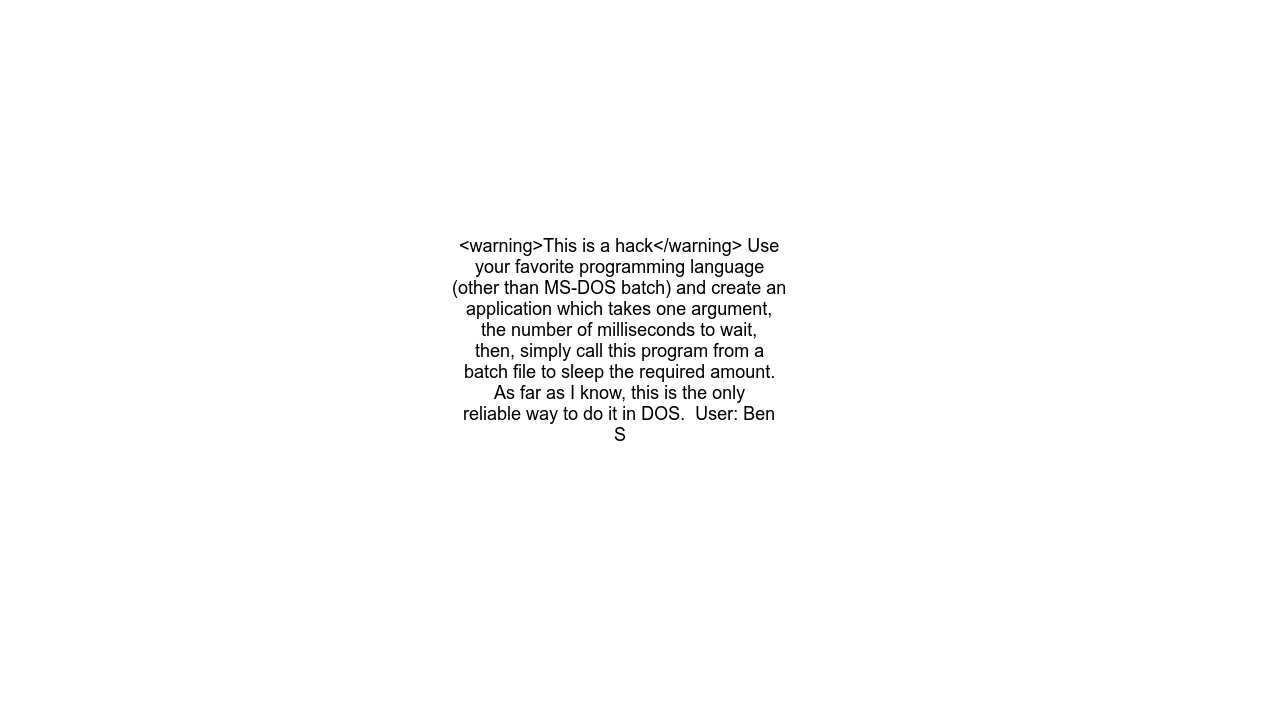 <warning>This is a hack</warning> Use
your favorite programming language
(other than MS-DOS batch) and create an
application which takes one argument,
the number of milliseconds to wait,
then, simply call this program from a
batch file to sleep the required amount.
As far as I know, this is the only
reliable way to do it in DOS.  User: Ben
S